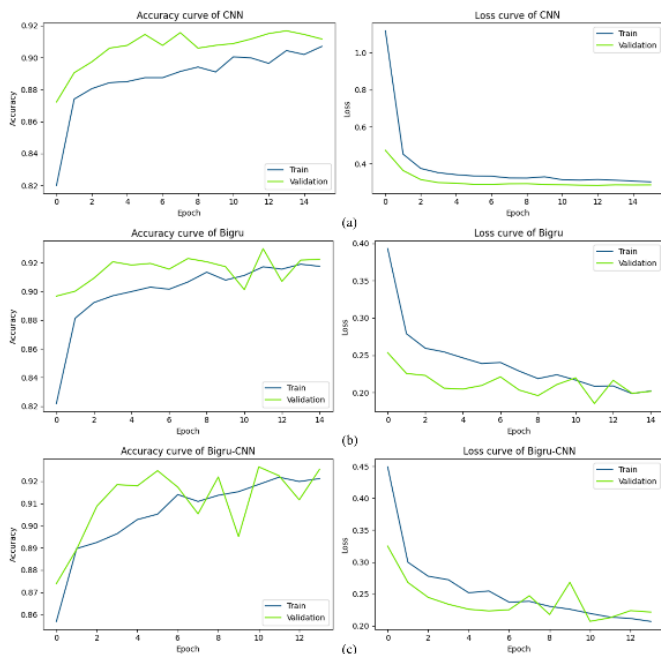 Accuracy curve of CNN
0.92
0.90
0.88
0.86
0.84
0.82
Accuracy
Train
Validation
0 2 4 6 8 10 12 14
Epoch
Loss curve of CNN
1.0
0.8
0.6
0.4
Loss
Train
Validation
0 2 4 6 8 10 12 14
Epoch
(a)
Accuracy curve of Bigru
0.92
0.90
0.88
0.86
0.84
0.82
Accuracy
Train
Validation
0 2 4 6 8 10 12 14
Epoch
Loss curve of Bigru
0.40
0.35
0.30
0.25
0.20
Loss
Train
Validation
0 2 4 6 8 10 12 14
Epoch
(b)
Accuracy curve of Bigru-CNN
0.92
0.91
0.90
0.89
0.88
0.87
0.86
Accuracy
Train
Validation
0 2 4 6 8 10 12
Epoch
Loss curve of Bigru-CNN
0.45
0.40
0.35
0.30
0.25
0.20
Loss
Train
Validation
0 2 4 6 8 10 12
Epoch
(c)